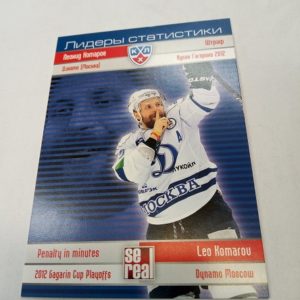 Лидеры статистики
Леонид Комаров
Штраф
КХЛ
Динамо (Москва)
Кубок Гагарина 2012
Д
МОСКВА
Penalty in minutes
se
real
Leo Komarov
2012 Gagarin Cup Playoffs
Dynamo Moscow